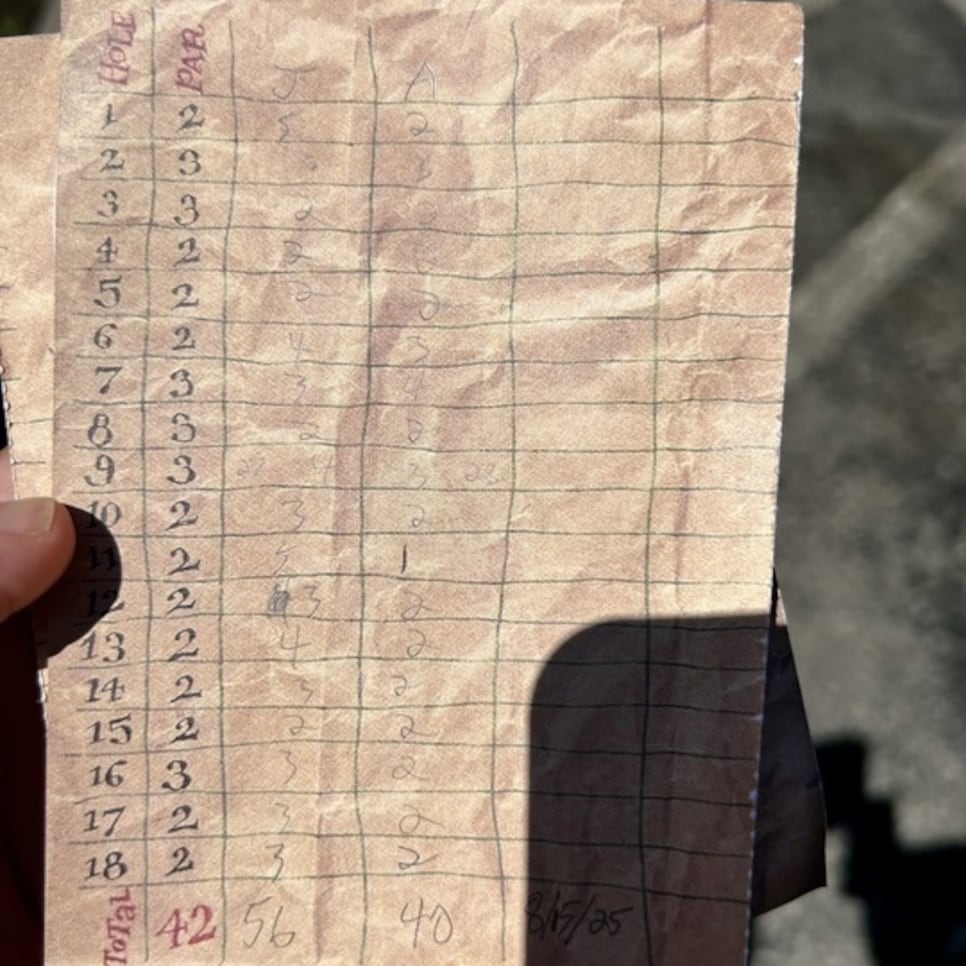 HOLE PAR J A
1 2 5 2
2 3 3
3 3 2
4 2 2
5 2 2 2
6 2 4 3
7 3 3 4
8 3 2 2
9 3 3 23
10 2 3 2
11 2 1
12 2 3 2
13 2 4 2
14 2 3 2
15 2 2 2
16 3 3 2
17 2 3 2
18 2 3 2
ToTaL 42 56 40 8/15/25